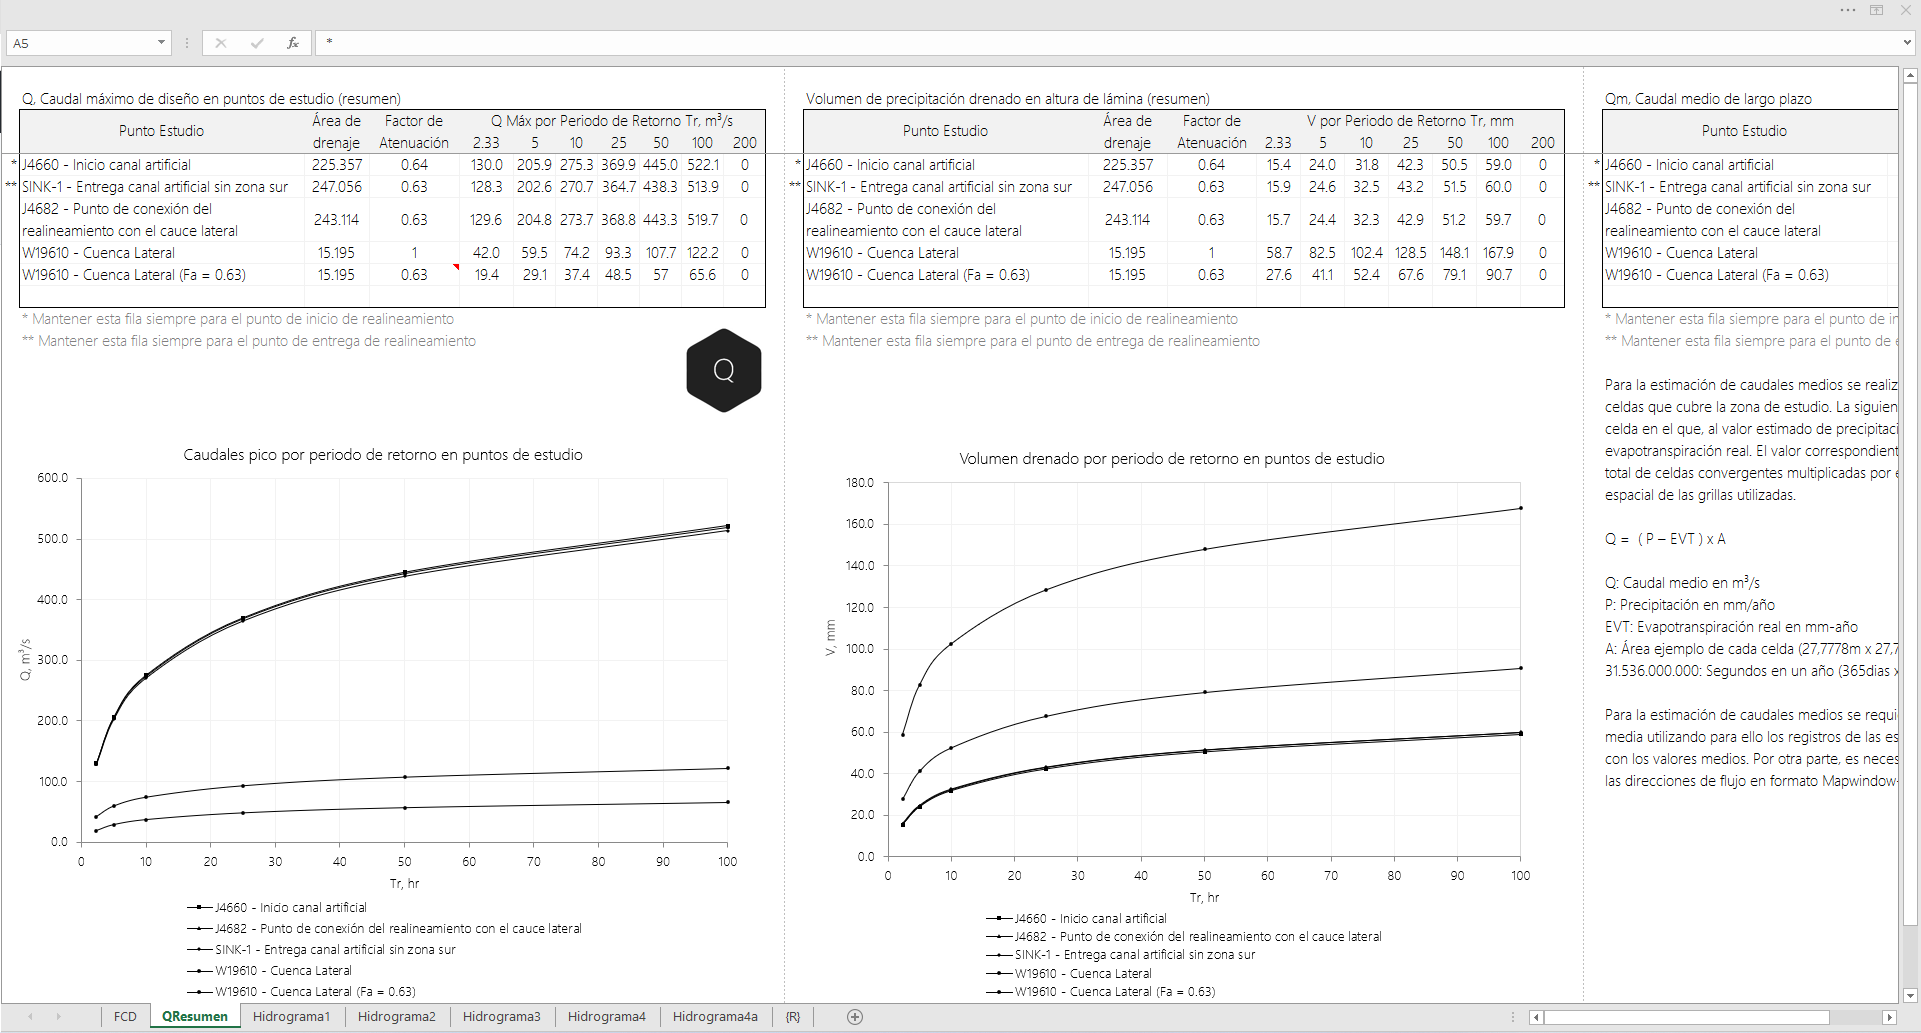 A5
fx
*
Q, Caudal máximo de diseño en puntos de estudio (resumen)
Punto Estudio Área de drenaje Factor de Atenuación Q Máx por Periodo de Retorno Tr, m³/s
2.33 5 10 25 50 100 200
* J4660 - Inicio canal artificial 225.357 0.64 130.0 205.9 275.3 369.9 445.0 522.1 0
** SINK-1 - Entrega canal artificial sin zona sur 247.056 0.63 128.3 202.6 270.7 364.7 438.3 513.9 0
J4682 - Punto de conexión del
realineamiento con el cauce lateral 243.114 0.63 129.6 204.8 273.7 368.8 443.3 519.7 0
W19610 - Cuenca Lateral 15.195 1 42.0 59.5 74.2 93.3 107.7 122.2 0
W19610 - Cuenca Lateral (Fa = 0.63) 15.195 0.63 19.4 29.1 37.4 48.5 57 65.6 0
* Mantener esta fila siempre para el punto de inicio de realineamiento
** Mantener esta fila siempre para el punto de entrega de realineamiento
Q
Caudales pico por periodo de retorno en puntos de estudio
600.0
500.0
400.0
300.0
200.0
100.0
0.0
Q, m³/s
0 10 20 30 40 50 60 70 80 90 100
Tr, hr
J4660 - Inicio canal artificial
J4682 - Punto de conexión del realineamiento con el cauce lateral
SINK-1 - Entrega canal artificial sin zona sur
W19610 - Cuenca Lateral
W19610 - Cuenca Lateral (Fa = 0.63)
Volumen de precipitación drenado en altura de lámina (resumen)
Punto Estudio Área de drenaje Factor de Atenuación V por Periodo de Retorno Tr, mm
2.33 5 10 25 50 100 200
* J4660 - Inicio canal artificial 225.357 0.64 15.4 24.0 31.8 42.3 50.5 59.0 0
** SINK-1 - Entrega canal artificial sin zona sur 247.056 0.63 15.9 24.6 32.5 43.2 51.5 60.0 0
J4682 - Punto de conexión del
realineamiento con el cauce lateral 243.114 0.63 15.7 24.4 32.3 42.9 51.2 59.7 0
W19610 - Cuenca Lateral 15.195 1 58.7 82.5 102.4 128.5 148.1 167.9 0
W19610 - Cuenca Lateral (Fa = 0.63) 15.195 0.63 27.6 41.1 52.4 67.6 79.1 90.7 0
* Mantener esta fila siempre para el punto de inicio de realineamiento
** Mantener esta fila siempre para el punto de entrega de realineamiento
Volumen drenado por periodo de retorno en puntos de estudio
180.0
160.0
140.0
120.0
100.0
80.0
60.0
40.0
20.0
0.0
V, mm
0 10 20 30 40 50 60 70 80 90 100
Tr, hr
J4660 - Inicio canal artificial
J4682 - Punto de conexión del realineamiento con el cauce lateral
SINK-1 - Entrega canal artificial sin zona sur
W19610 - Cuenca Lateral
W19610 - Cuenca Lateral (Fa = 0.63)
Qm, Caudal medio de largo plazo
Punto Estudio
* J4660 - Inicio canal artificial
** SINK-1 - Entrega canal artificial sin zona sur
J4682 - Punto de conexión del
realineamiento con el cauce lateral
W19610 - Cuenca Lateral
W19610 - Cuenca Lateral (Fa = 0.63)
* Mantener esta fila siempre para el punto de in
** Mantener esta fila siempre para el punto de e
Para la estimación de caudales medios se realiz
celdas que cubre la zona de estudio. La siguien
celda en el que, al valor estimado de precipitaci
evapotranspiración real. El valor correspondient
total de celdas convergentes multiplicadas por e
espacial de las grillas utilizadas.
Q = ( P – EVT ) x A
Q: Caudal medio en m³/s
P: Precipitación en mm/año
EVT: Evapotranspiración real en mm-año
A: Área ejemplo de cada celda (27,7778m x 27,7
31.536.000.000: Segundos en un año (365dias x
Para la estimación de caudales medios se requi
media utilizando para ello los registros de las es
con los valores medios. Por otra parte, es neces
las direcciones de flujo en formato Mapwindow-
FCD QResumen Hidrograma1 Hidrograma2 Hidrograma3 Hidrograma4 Hidrograma4a {R}